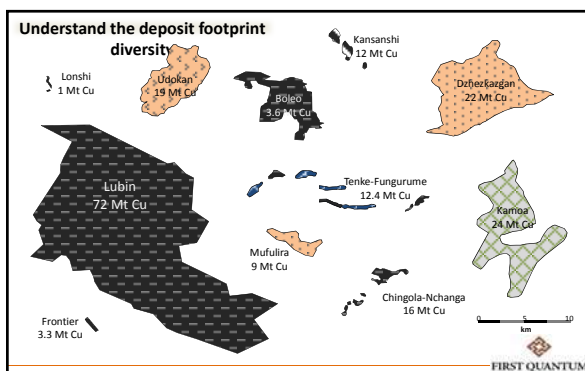 Understand the deposit footprint
diversity
Kansanshi
12 Mt Cu
Lonshi
1 Mt Cu
Udokan
19 Mt Cu
Boleo
3.6 Mt Cu
Dzhezkazgan
22 Mt Cu
Lubin
72 Mt Cu
Tenke-Fungurume
12.4 Mt Cu
Kamoa
24 Mt Cu
Mufulira
9 Mt Cu
Chingola-Nchanga
16 Mt Cu
Frontier
3.3 Mt Cu
0 5 10
km
FIRST QUANTUM